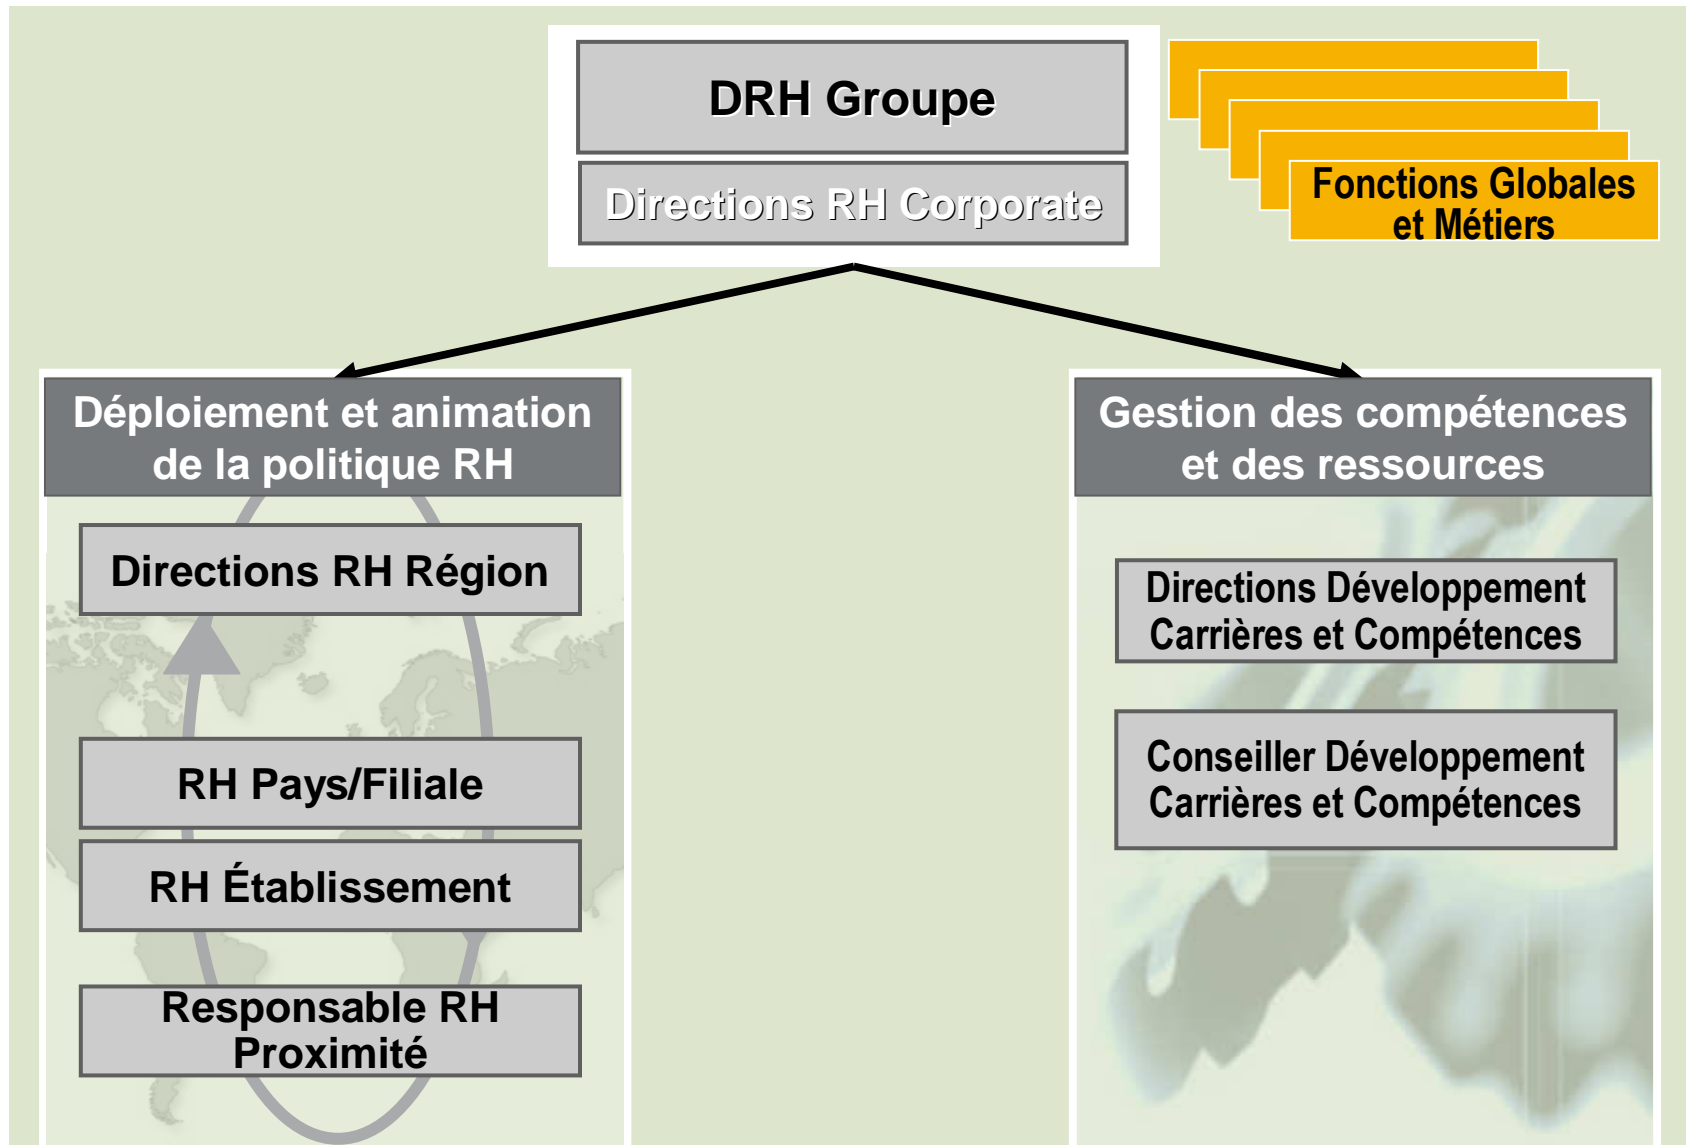 DRH Groupe
Directions RH Corporate
Fonctions Globales
et Métiers
Déploiement et animation
de la politique RH
Directions RH Région
RH Pays/Filiale
RH Établissement
Responsable RH
Proximité
Gestion des compétences
et des ressources
Directions Développement
Carrières et Compétences
Conseiller Développement
Carrières et Compétences